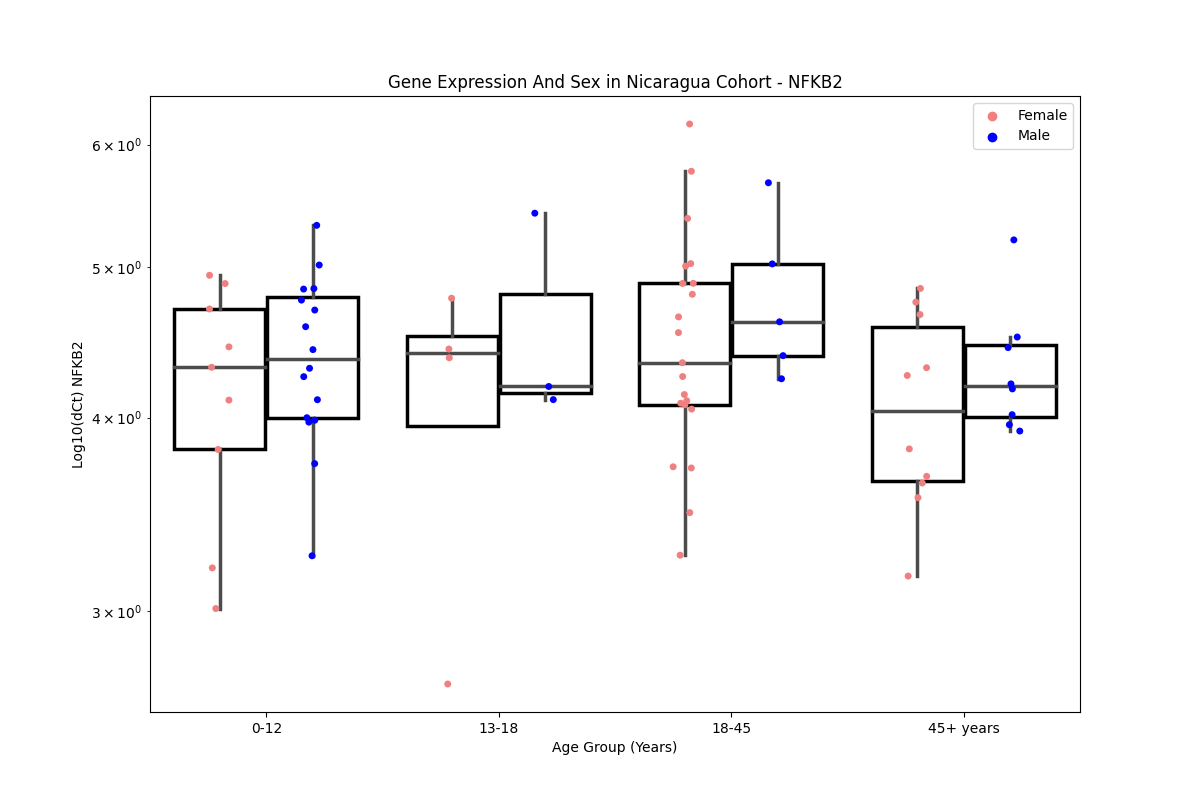 Gene Expression And Sex in Nicaragua Cohort - NFKB2
Female
Male
6 × 10⁰
5 × 10⁰
4 × 10⁰
3 × 10⁰
Log10(dCt) NFKB2
0-12
13-18
18-45
45+ years
Age Group (Years)